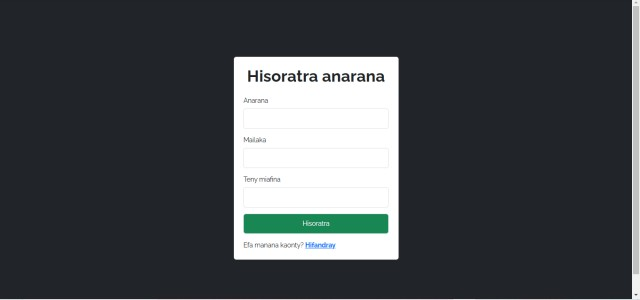 Hisoratra anarana
Anarana
Mailaka
Teny miafina
Hisoratra
Efa manana kaonty? Hifandray